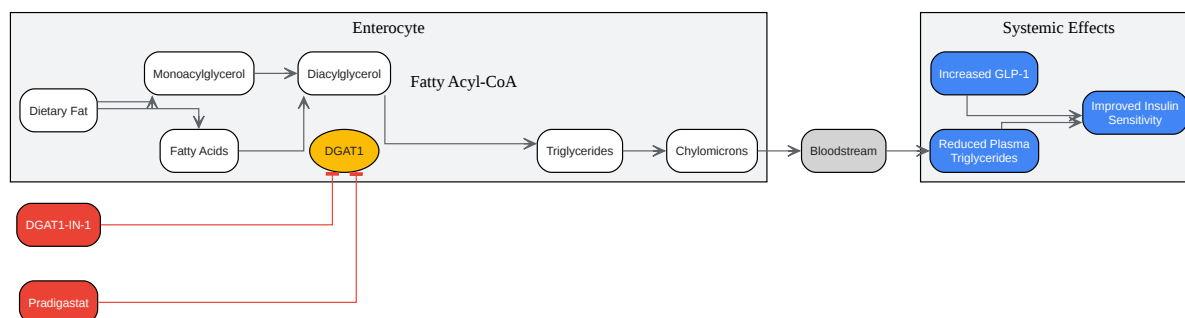 Enterocyte
Systemic Effects
Monoacylglycerol
Diacylglycerol
Fatty Acyl-CoA
Increased GLP-1
Dietary Fat
Improved Insulin
Sensitivity
Fatty Acids
DGAT1
Triglycerides
Chylomicrons
Bloodstream
Reduced Plasma
Triglycerides
DGAT1-IN-1
Pradigastat